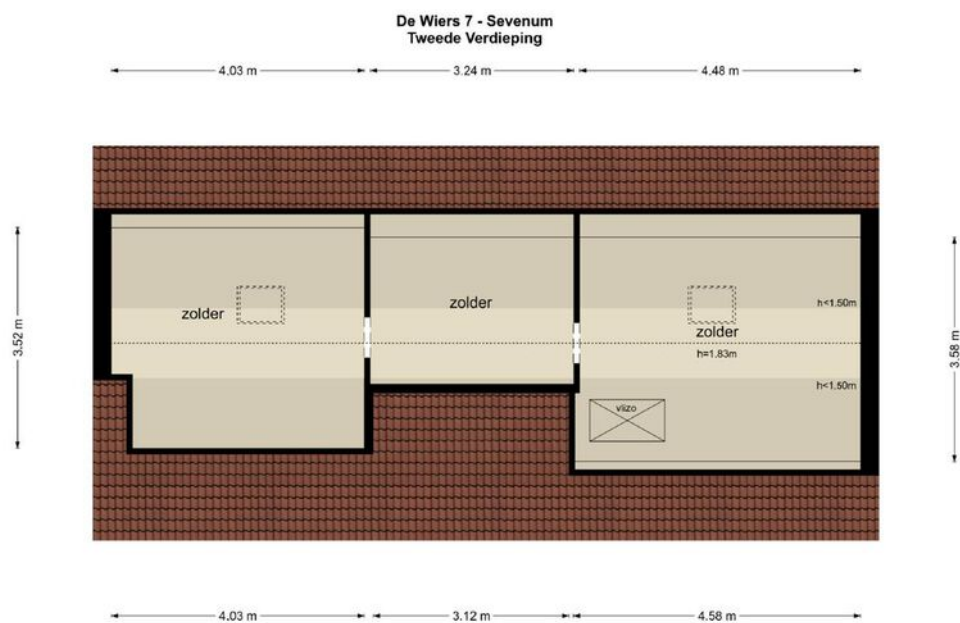 De Wiers 7 - Sevenum
Tweede Verdieping
4.03 m
3.24 m
4.48 m
3.52 m
zolder
zolder
zolder
h=1.83m
h<1.50m
h<1.50m
vlizo
3.58 m
4.03 m
3.12 m
4.58 m